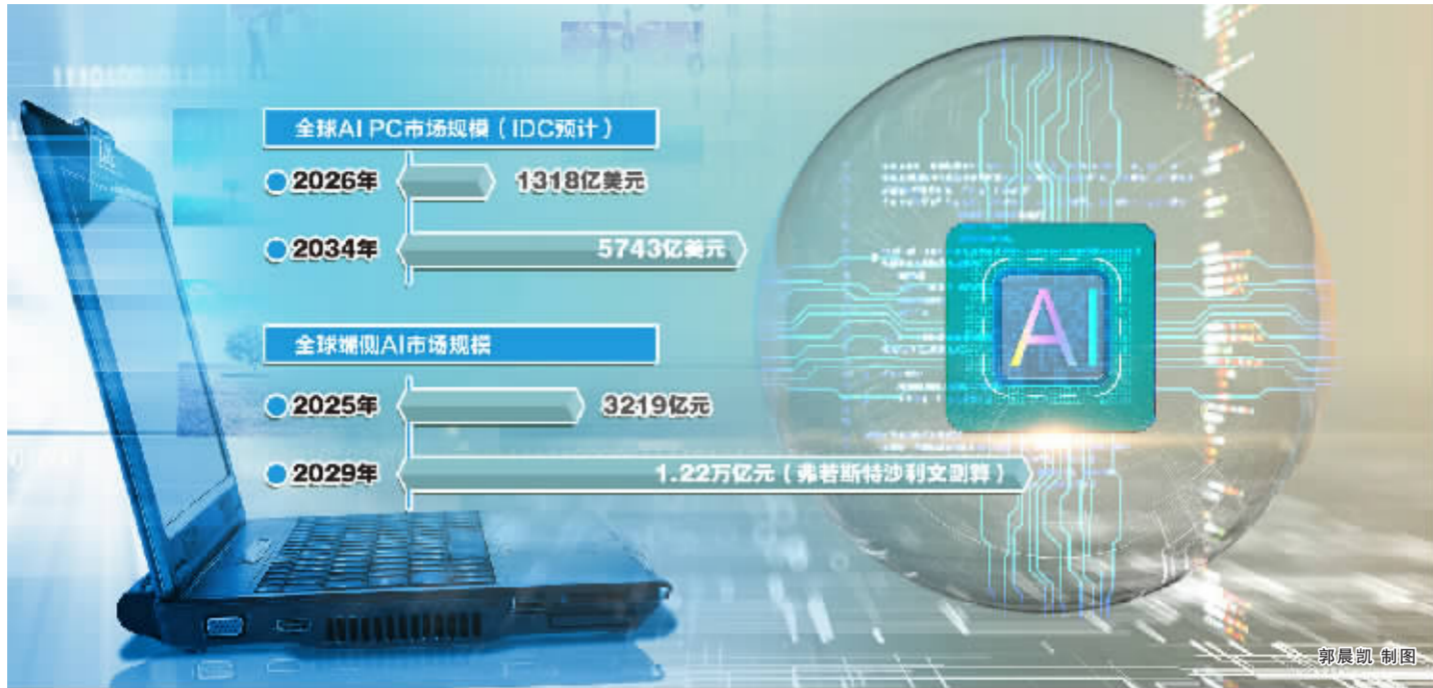 全球AI PC市场规模（IDC预计）
2026年 1318亿美元
2034年 5743亿美元
全球端侧AI市场规模
2025年 3219亿元
2029年 1.22万亿元（弗若斯特沙利文测算）
AI
郭晨凯 制图